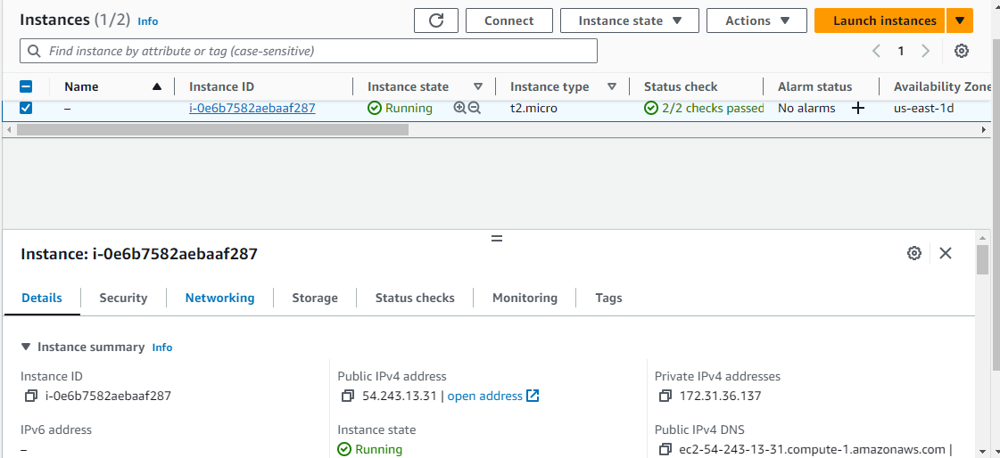 Instances (1/2) Info Connect Instance state Actions Launch instances
Find instance by attribute or tag (case-sensitive) 1
Name Instance ID Instance state Instance type Status check Alarm status Availability Zone
– i-0e6b7582aebaaf287 Running t2.micro 2/2 checks passed No alarms + us-east-1d
Instance: i-0e6b7582aebaaf287
Details Security Networking Storage Status checks Monitoring Tags
Instance summary Info
Instance ID Public IPv4 address Private IPv4 addresses
i-0e6b7582aebaaf287 54.243.13.31 | open address 172.31.36.137
IPv6 address Instance state Public IPv4 DNS
– Running ec2-54-243-13-31.compute-1.amazonaws.com |